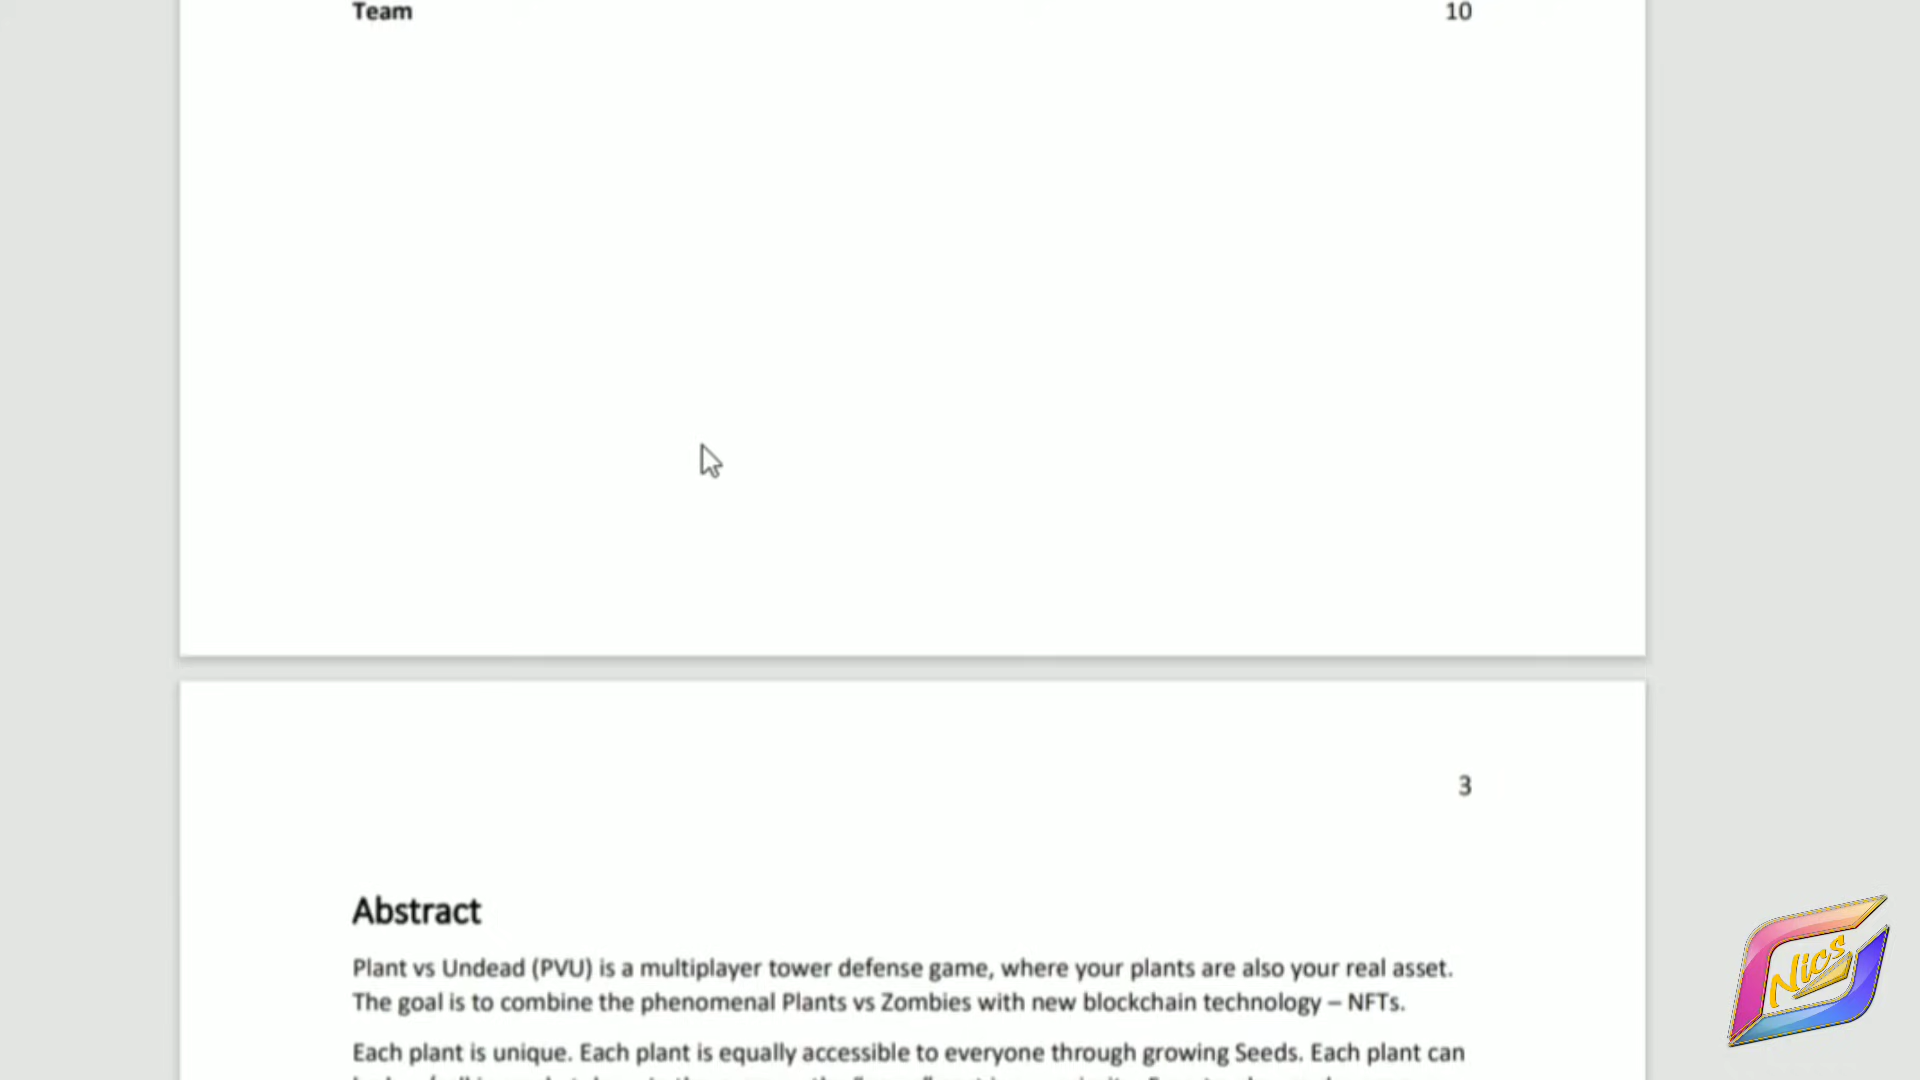 Team 10
3
Abstract
Plant vs Undead (PVU) is a multiplayer tower defense game, where your plants are also your real asset.
The goal is to combine the phenomenal Plants vs Zombies with new blockchain technology – NFTs.
Each plant is unique. Each plant is equally accessible to everyone through growing Seeds. Each plant can
Nics